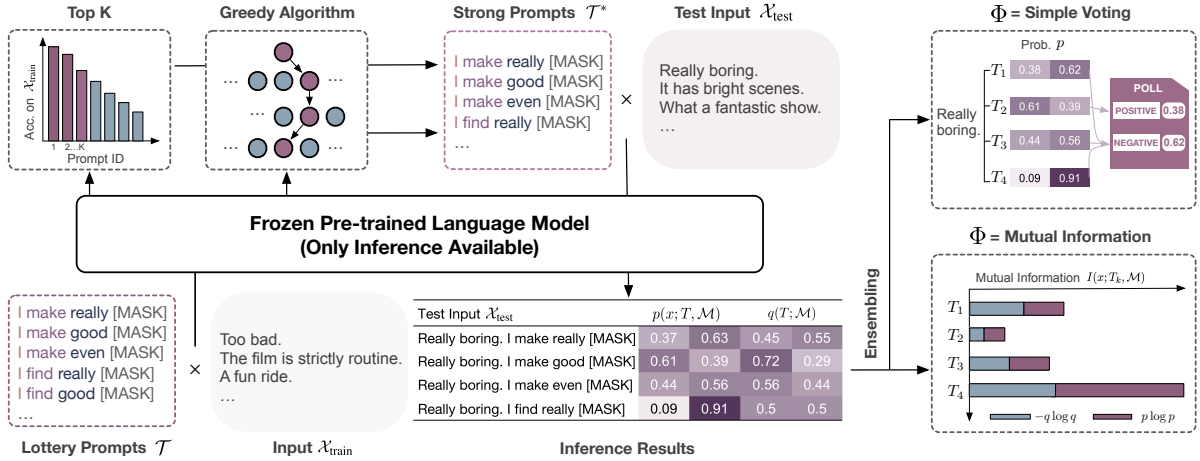 Top K
Acc. on 𝒳train
1 2...K
Prompt ID
Greedy Algorithm
... ...
... ...
... ...
Strong Prompts 𝒯*
I make really [MASK]
I make good [MASK]
I make even [MASK]
I find really [MASK]
...
×
Test Input 𝒳test
Really boring.
It has bright scenes.
What a fantastic show.
...
Frozen Pre-trained Language Model
(Only Inference Available)
I make really [MASK]
I make good [MASK]
I make even [MASK]
I find really [MASK]
I find good [MASK]
...
Lottery Prompts 𝒯
×
Too bad.
The film is strictly routine.
A fun ride.
...
Input 𝒳train
Test Input 𝒳test p(x; T, ℳ) q(T; ℳ)
Really boring. I make really [MASK] 0.37 0.63 0.45 0.55
Really boring. I make good [MASK] 0.61 0.39 0.72 0.29
Really boring. I make even [MASK] 0.44 0.56 0.56 0.44
Really boring. I find really [MASK] 0.09 0.91 0.5 0.5
Inference Results
Ensembling
Φ = Simple Voting
Prob. p
Really
boring.
T1 0.38 0.62
T2 0.61 0.39
T3 0.44 0.56
T4 0.09 0.91
POLL
POSITIVE 0.38
NEGATIVE 0.62
Φ = Mutual Information
Mutual Information I(x; Tk, ℳ)
T1
T2
T3
T4
−q log q p log p